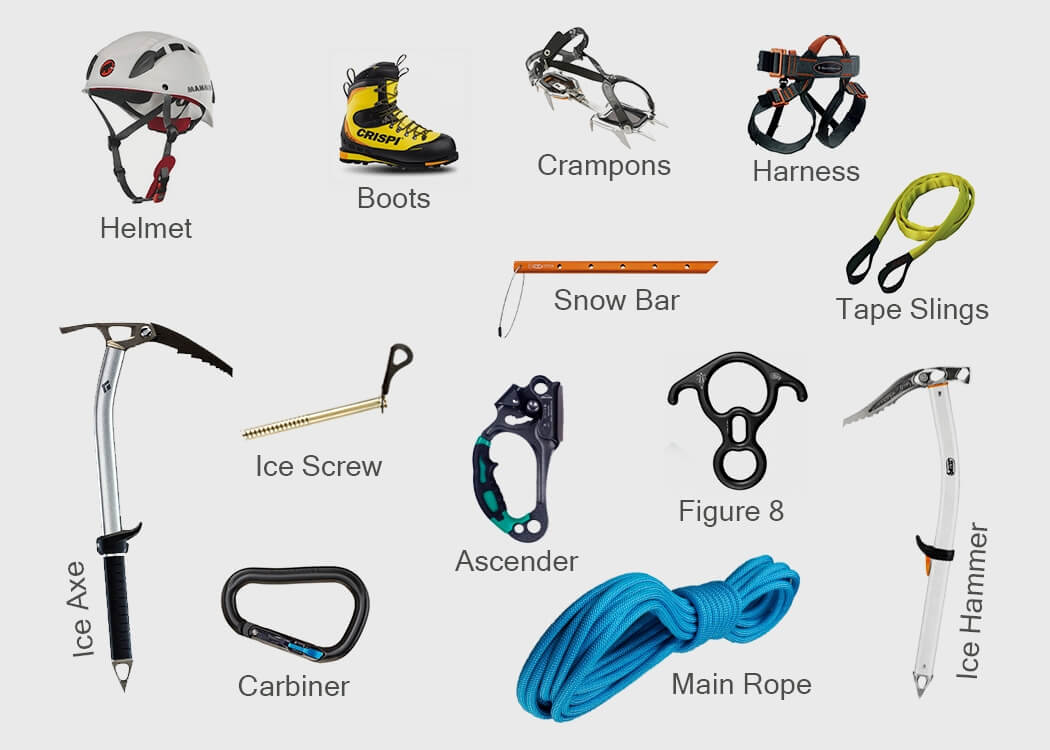 MAMMUT
Helmet
CRISPI
Boots
Crampons
Harness
Snow Bar
Tape Slings
Ice Screw
Ascender
Figure 8
Ice Axe
Carbiner
Main Rope
Ice Hammer